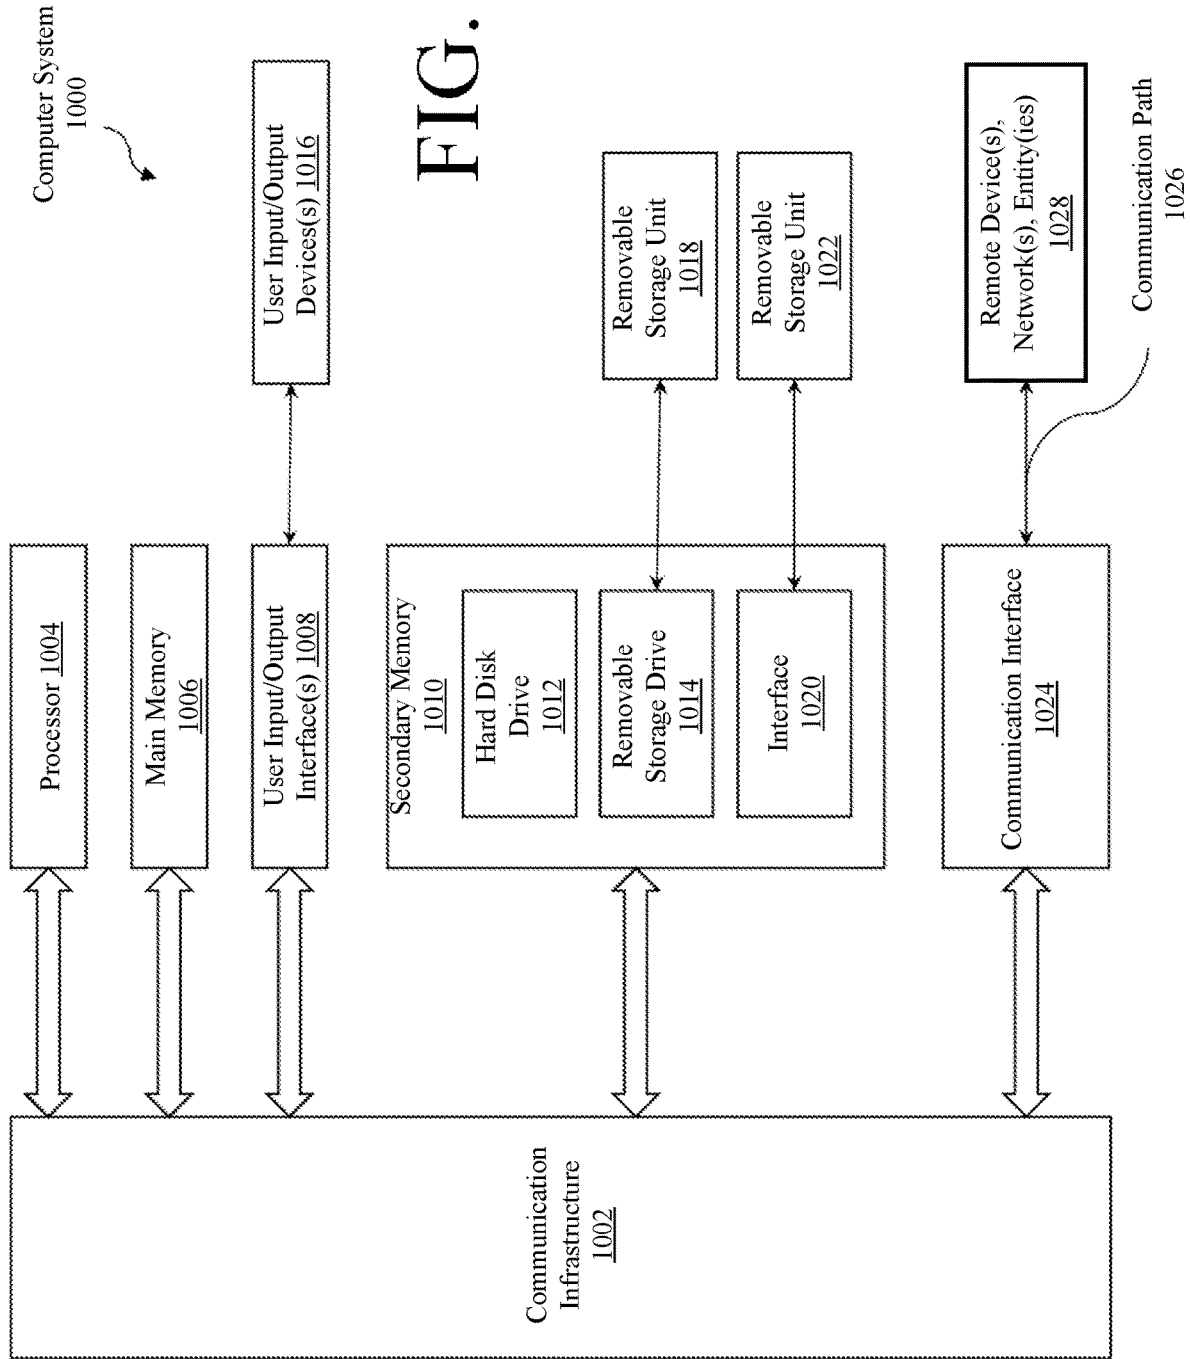 Computer System
1000
Processor 1004
Main Memory
1006
User Input/Output
Interface(s) 1008
User Input/Output
Devices(s) 1016
FIG.
Secondary Memory
1010
Hard Disk
Drive
1012
Removable
Storage Drive
1014
Interface
1020
Removable
Storage Unit
1018
Removable
Storage Unit
1022
Communication Interface
1024
Remote Device(s),
Network(s), Entity(ies)
1028
Communication Path
1026
Communication
Infrastructure
1002